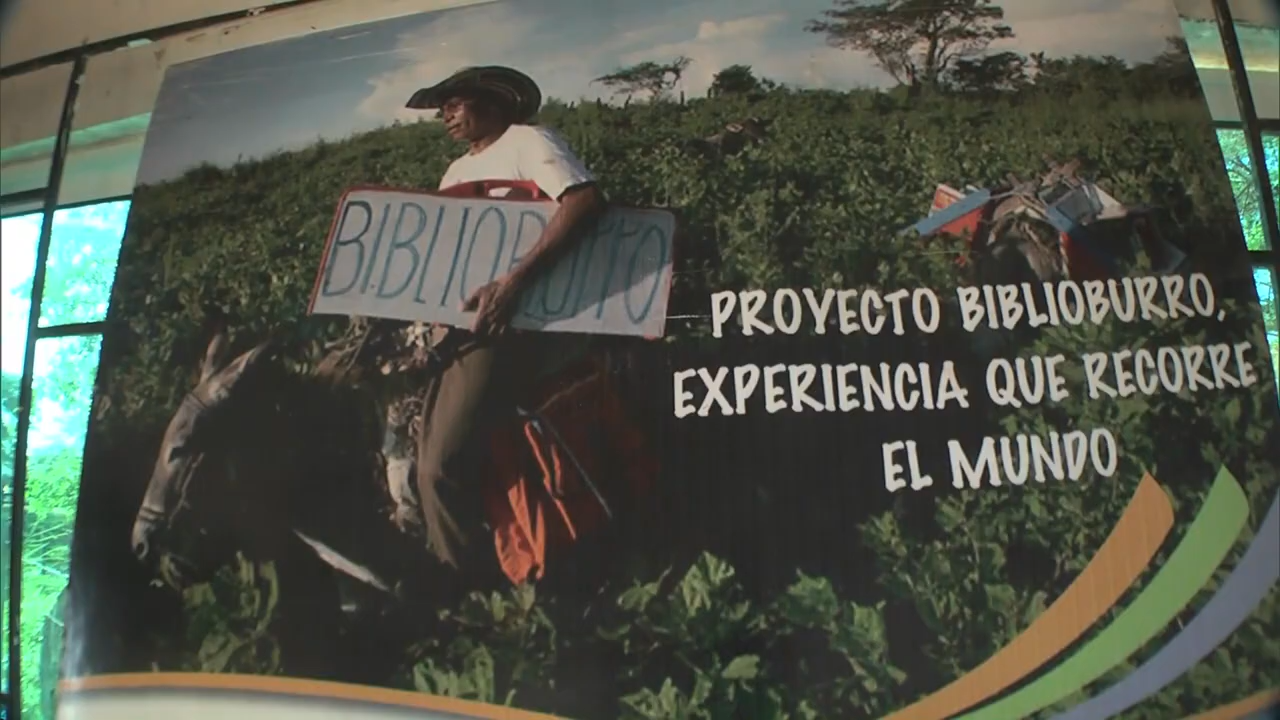 BIBLIOBURRO
PROYECTO BIBLIOBURRO,
EXPERIENCIA QUE RECORRE
EL MUNDO